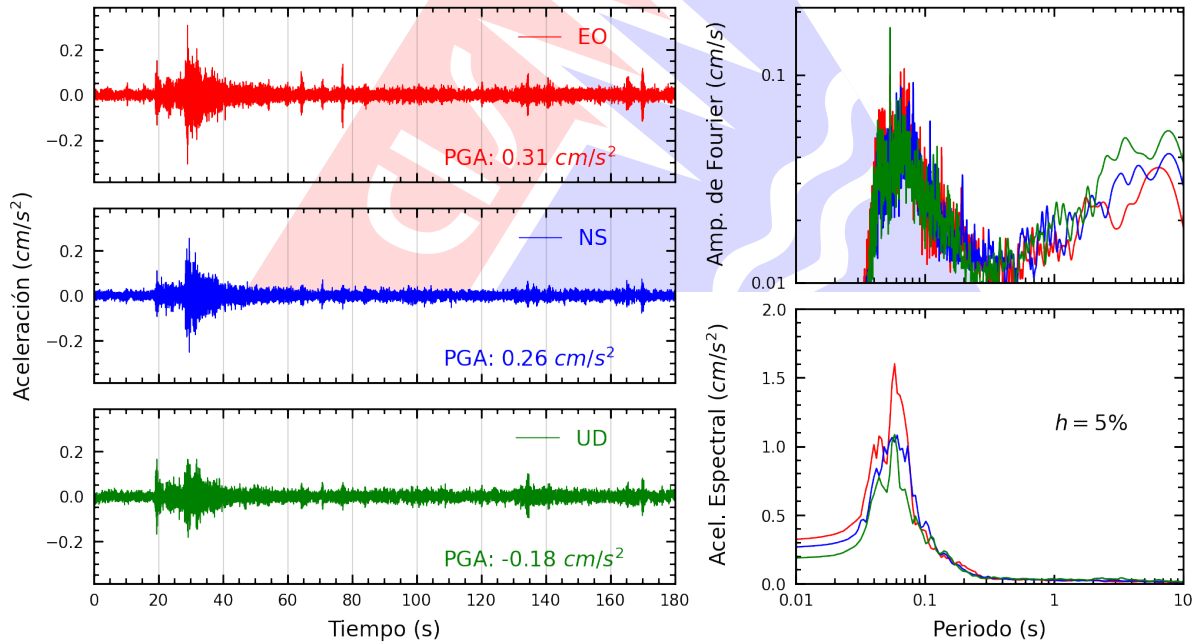 Aceleración (cm/s²)
0.2
0.0
−0.2
EO
PGA: 0.31 cm/s²
0.2
0.0
−0.2
NS
PGA: 0.26 cm/s²
0.2
0.0
−0.2
UD
PGA: -0.18 cm/s²
0 20 40 60 80 100 120 140 160 180
Tiempo (s)
Amp. de Fourier (cm/s)
0.1
0.01
Acel. Espectral (cm/s²)
2.0
1.5
1.0
0.5
0.0
h = 5%
0.01 0.1 1 10
Periodo (s)
CISMID